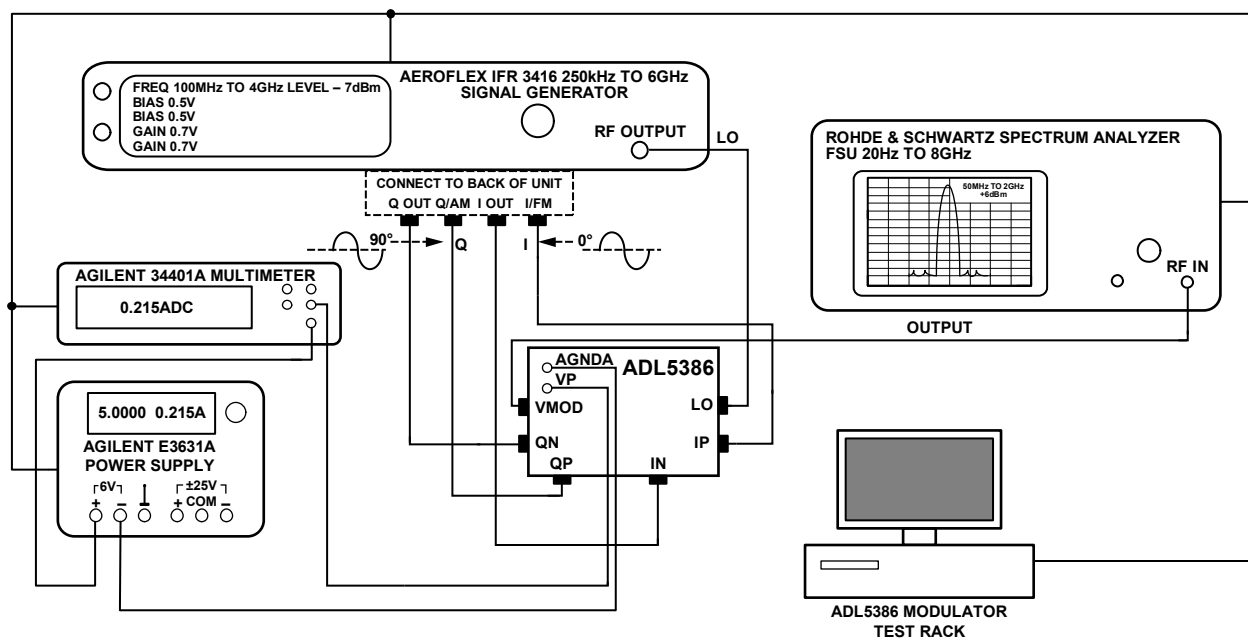 AEROFLEX IFR 3416 250kHz TO 6GHz
SIGNAL GENERATOR
FREQ 100MHz TO 4GHz LEVEL – 7dBm
BIAS 0.5V
BIAS 0.5V
GAIN 0.7V
GAIN 0.7V
RF OUTPUT
LO
CONNECT TO BACK OF UNIT
Q OUT Q/AM I OUT I/FM
90°
Q
I
0°
ROHDE & SCHWARTZ SPECTRUM ANALYZER
FSU 20Hz TO 8GHz
50MHz TO 2GHz
+6dBm
RF IN
AGILENT 34401A MULTIMETER
0.215ADC
OUTPUT
5.0000 0.215A
AGILENT E3631A
POWER SUPPLY
6V ±25V
+ – + COM –
AGNDA
VP
ADL5386
VMOD
LO
QN
IP
QP
IN
ADL5386 MODULATOR
TEST RACK